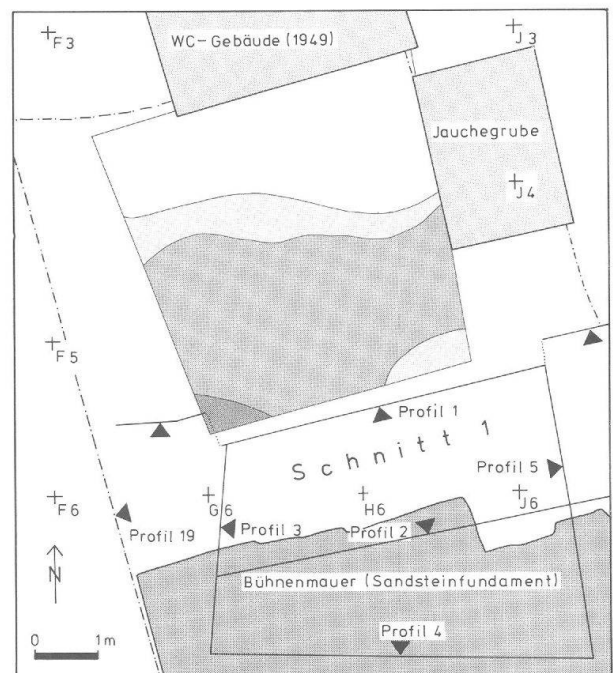 F3
WC-Gebäude (1949)
J3
Jauchegrube
J4
F5
Profil 1
Schnitt 1
Profil 5
F6
G6
H6
J6
Profil 19
Profil 3
Profil 2
N
Bühnenmauer (Sandsteinfundament)
Profil 4
0 1m